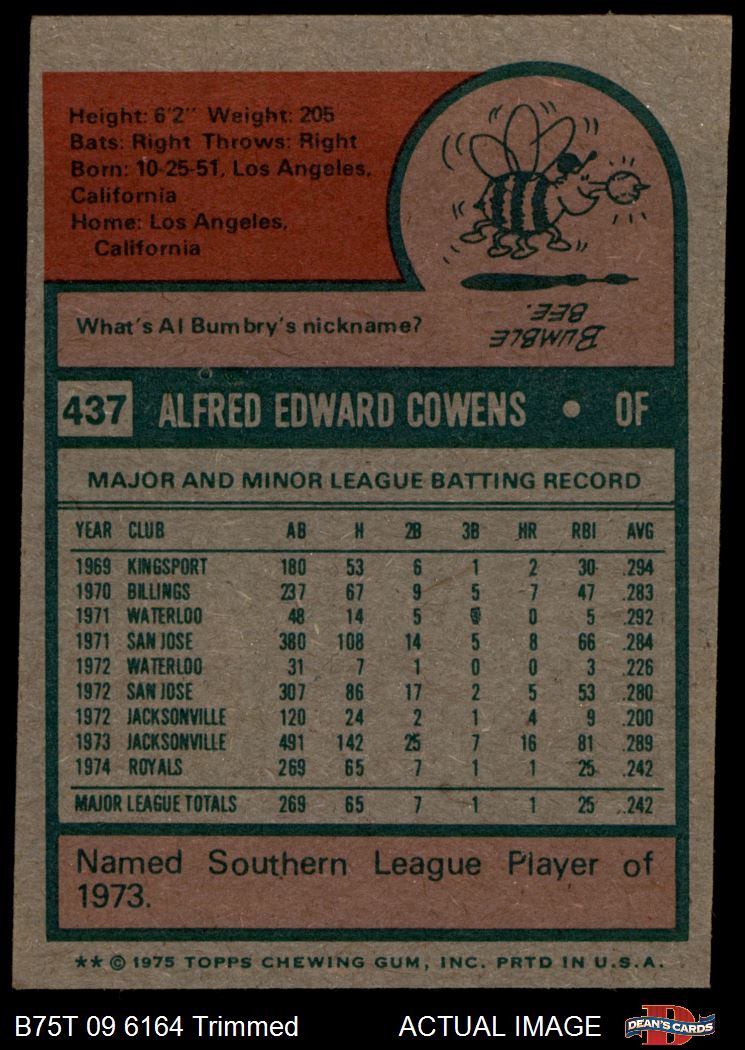 Height: 6'2" Weight: 205
Bats: Right Throws: Right
Born: 10-25-51, Los Angeles,
California
Home: Los Angeles,
California
What's Al Bumbry's nickname?
BUMBLE
BEE.
437 ALFRED EDWARD COWENS • OF
MAJOR AND MINOR LEAGUE BATTING RECORD
YEAR CLUB AB H 2B 3B HR RBI AVG
1969 KINGSPORT 180 53 6 1 2 30 .294
1970 BILLINGS 237 67 9 5 7 47 .283
1971 WATERLOO 48 14 5 0 5 .292
1971 SAN JOSE 380 108 14 5 8 66 .284
1972 WATERLOO 31 7 1 0 0 3 .226
1972 SAN JOSE 307 86 17 2 5 53 .280
1972 JACKSONVILLE 120 24 2 1 4 9 .200
1973 JACKSONVILLE 491 142 25 7 16 81 .289
1974 ROYALS 269 65 7 1 1 25 .242
MAJOR LEAGUE TOTALS 269 65 7 1 1 25 .242
Named Southern League Player of
1973.
** © 1975 TOPPS CHEWING GUM, INC. PRTD IN U.S.A.
B75T 09 6164 Trimmed ACTUAL IMAGE DEAN'S CARDS